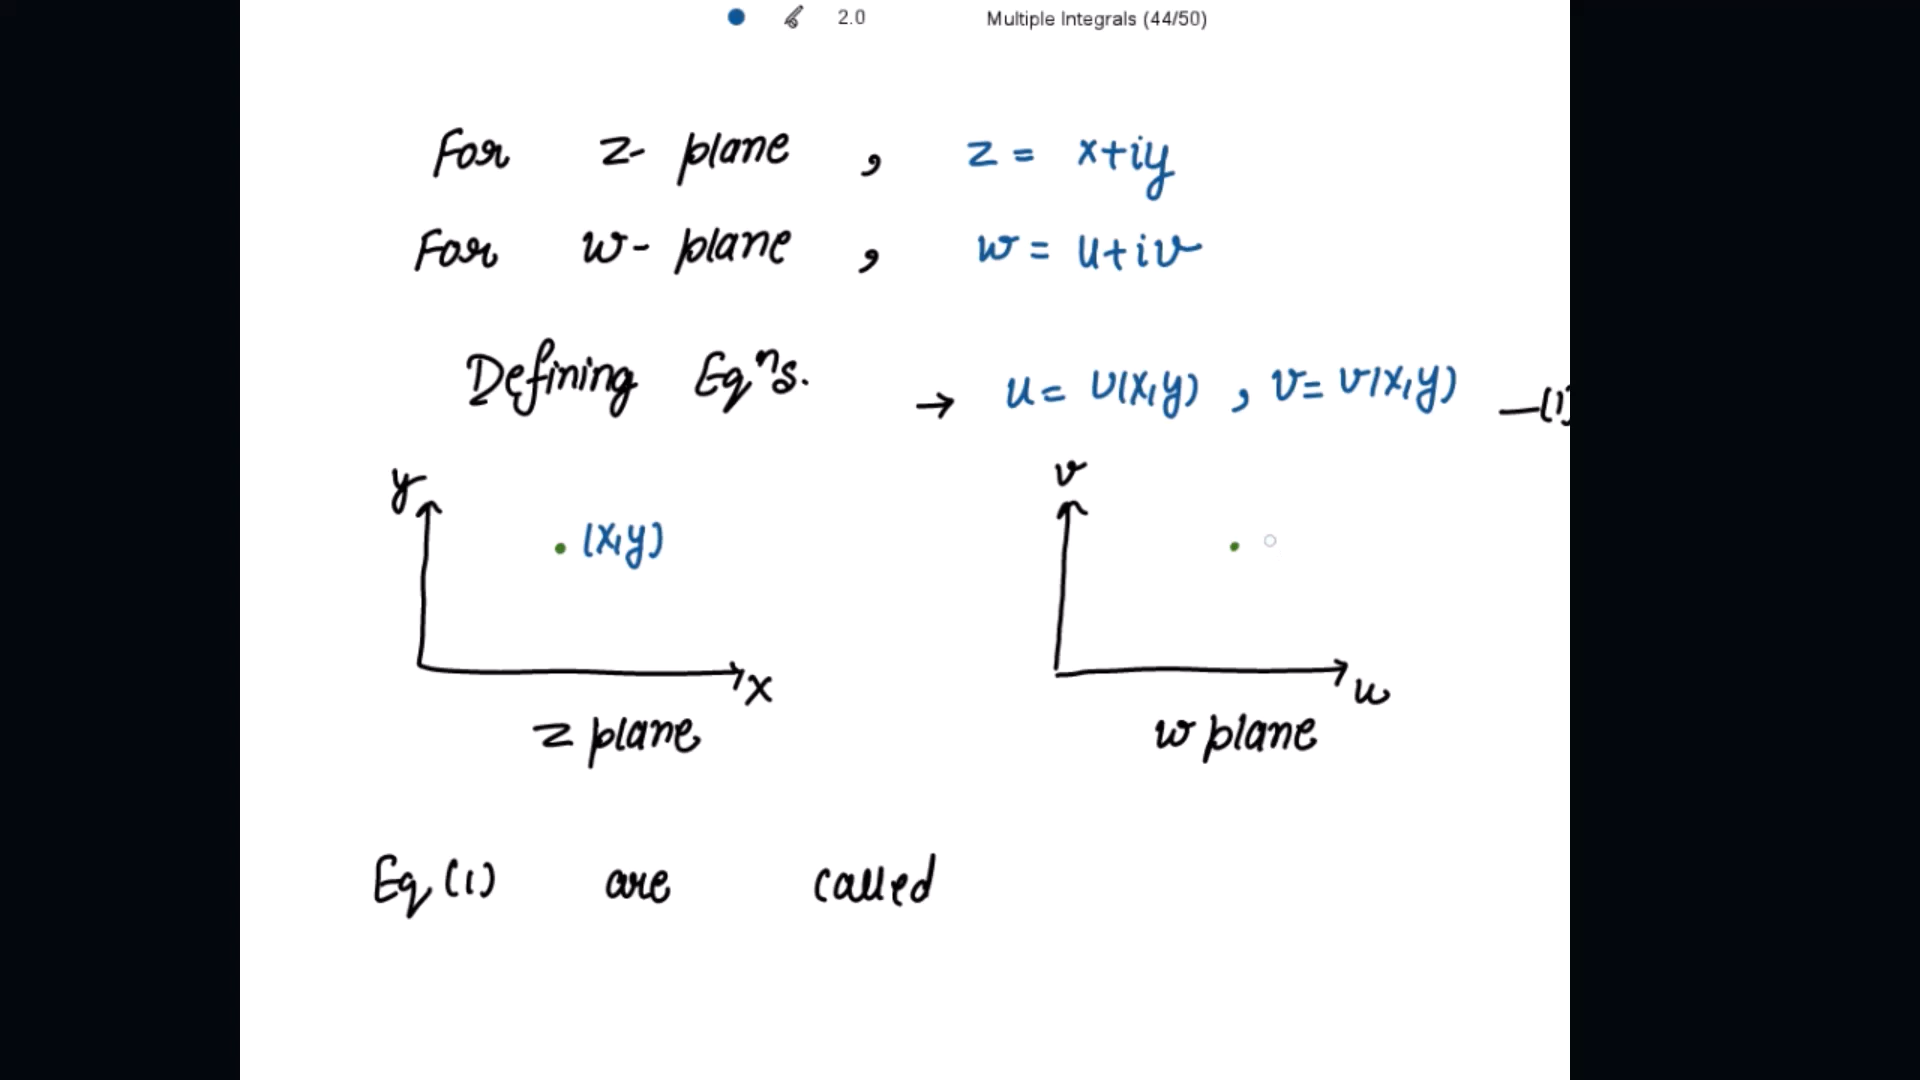 2.0 Multiple Integrals (44/50)
For z- plane , z = x+iy
For w- plane , w = u+iv
Defining Eqⁿs. → u = u(x,y) , v = v(x,y) —(1)
y
(x,y)
x
z plane
v
u
w plane
Eq (1) are called